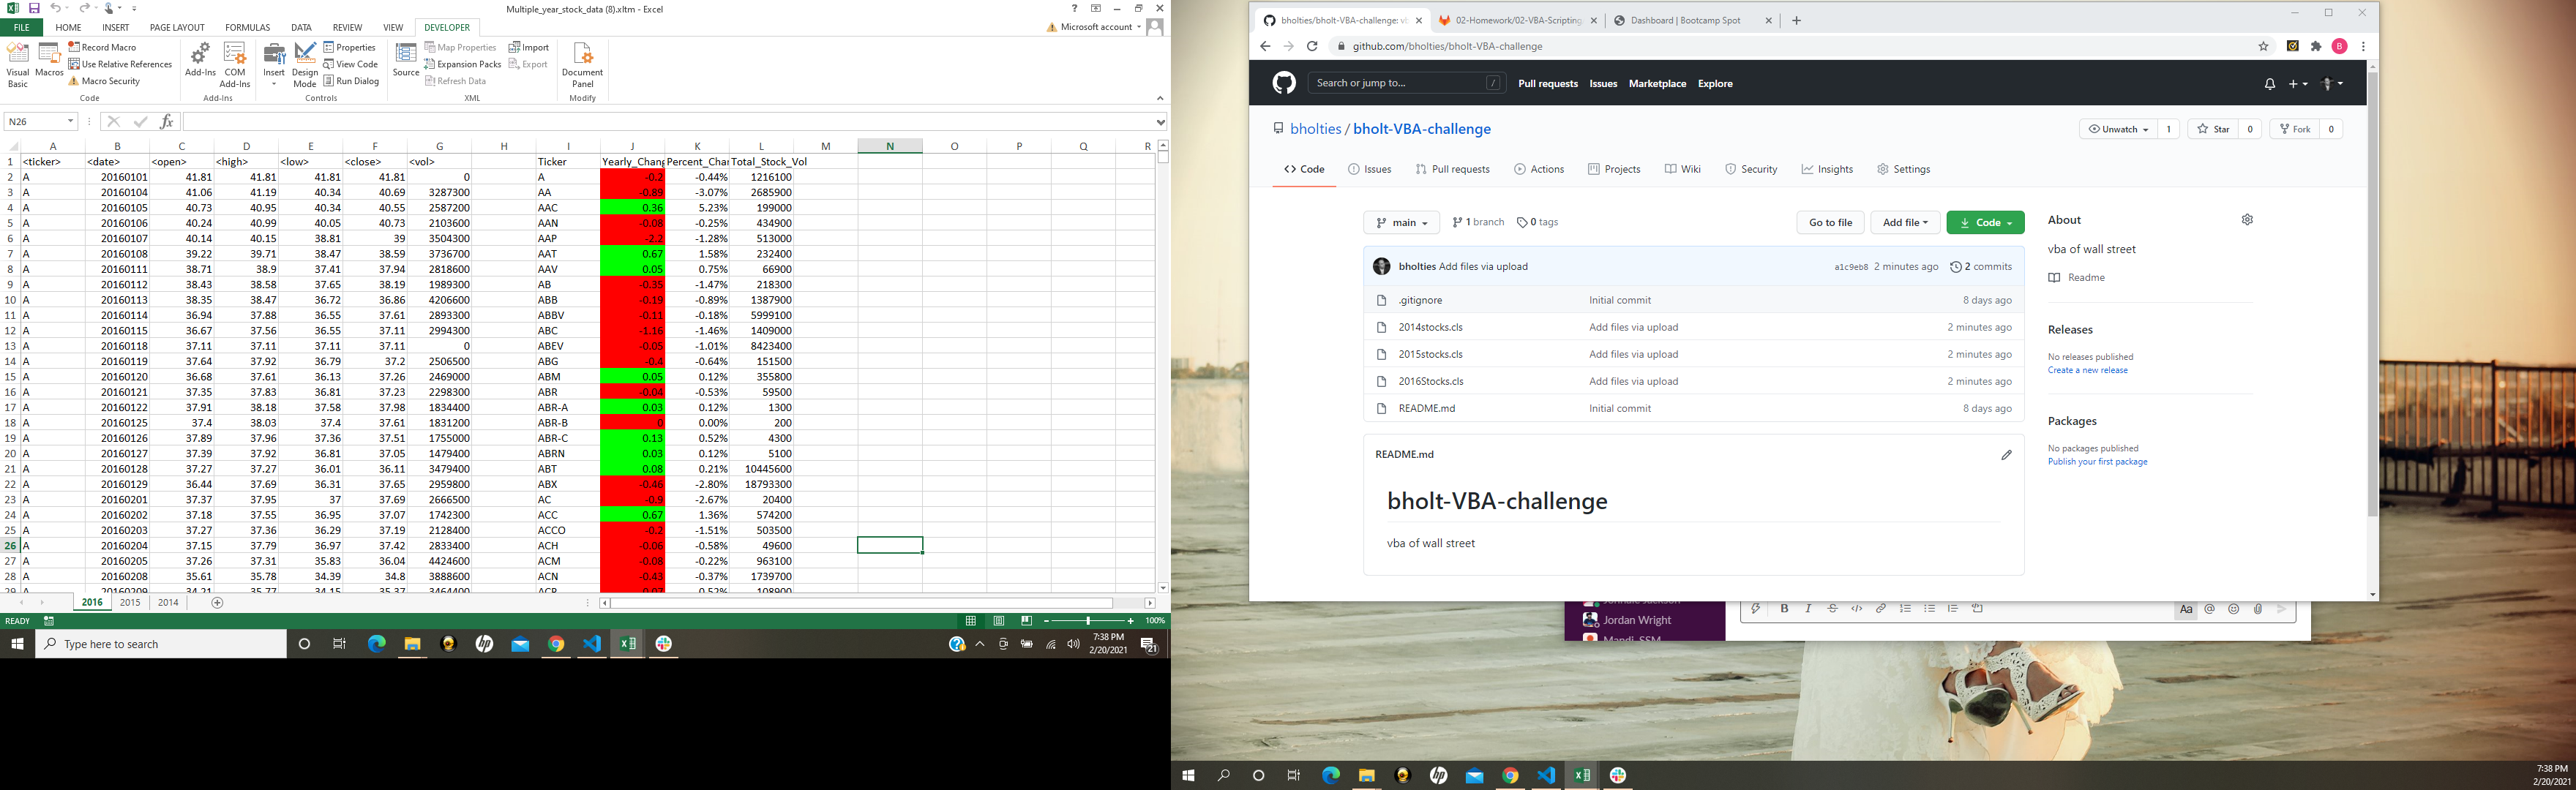 Multiple_year_stock_data (8).xltm - Excel
Microsoft account
FILE HOME INSERT PAGE LAYOUT FORMULAS DATA REVIEW VIEW DEVELOPER
Visual Basic
Macros
Record Macro
Use Relative References
Macro Security
Code
Add-Ins
COM Add-Ins
Add-Ins
Insert
Design Mode
Properties
View Code
Run Dialog
Controls
Source
Map Properties
Expansion Packs
Refresh Data
Import
Export
XML
Document Panel
Modify
N26
fx
A B C D E F G H I J K L M N O P Q R
1 <ticker> <date> <open> <high> <low> <close> <vol> Ticker Yearly_Chang Percent_Chan Total_Stock_Vol
2 A 20160101 41.81 41.81 41.81 41.81 0 A -0.2 -0.44% 1216100
3 A 20160104 41.06 41.19 40.34 40.69 3287300 AA -0.89 -3.07% 2685900
4 A 20160105 40.73 40.95 40.34 40.55 2587200 AAC 0.36 5.23% 199000
5 A 20160106 40.24 40.99 40.05 40.73 2103600 AAN -0.08 -0.25% 434900
6 A 20160107 40.14 40.15 38.81 39 3504300 AAP -2.2 -1.28% 513000
7 A 20160108 39.22 39.71 38.47 38.59 3736700 AAT 0.67 1.58% 232400
8 A 20160111 38.71 38.9 37.41 37.94 2818600 AAV 0.05 0.75% 66900
9 A 20160112 38.43 38.58 37.65 38.19 1989300 AB -0.35 -1.47% 218300
10 A 20160113 38.35 38.47 36.72 36.86 4206600 ABB -0.19 -0.89% 1387900
11 A 20160114 36.94 37.88 36.55 37.61 2893300 ABBV -0.11 -0.18% 5999100
12 A 20160115 36.67 37.56 36.55 37.11 2994300 ABC -1.16 -1.46% 1409000
13 A 20160118 37.11 37.11 37.11 37.11 0 ABEV -0.05 -1.01% 8423400
14 A 20160119 37.64 37.92 36.79 37.2 2506500 ABG -0.4 -0.64% 151500
15 A 20160120 36.68 37.61 36.13 37.26 2469000 ABM 0.05 0.12% 355800
16 A 20160121 37.35 37.83 36.81 37.23 2298300 ABR -0.04 -0.53% 59500
17 A 20160122 37.91 38.18 37.58 37.98 1834400 ABR-A 0.03 0.12% 1300
18 A 20160125 37.4 38.03 37.4 37.61 1831200 ABR-B 0 0.00% 200
19 A 20160126 37.89 37.96 37.36 37.51 1755000 ABR-C 0.13 0.52% 4300
20 A 20160127 37.39 37.92 36.81 37.05 1479400 ABRN 0.03 0.12% 5100
21 A 20160128 37.27 37.27 36.01 36.11 3479400 ABT 0.08 0.21% 10445600
22 A 20160129 36.44 37.69 36.31 37.65 2959800 ABX -0.46 -2.80% 18793300
23 A 20160201 37.37 37.95 37 37.69 2666500 AC -0.9 -2.67% 20400
24 A 20160202 37.18 37.55 36.95 37.07 1742300 ACC 0.67 1.36% 574200
25 A 20160203 37.27 37.36 36.29 37.19 2128400 ACCO -0.2 -1.51% 503500
26 A 20160204 37.15 37.79 36.97 37.42 2833400 ACH -0.06 -0.58% 49600
27 A 20160205 37.26 37.31 35.83 36.04 4424600 ACM -0.08 -0.22% 963100
28 A 20160208 35.61 35.78 34.39 34.8 3888600 ACN -0.43 -0.37% 1739700
29 A 20160209 34.21 35.77 34.15 35.37 3464400
2016 2015 2014
READY
100%
Type here to search
7:38 PM
2/20/2021
21
bholties/bholt-VBA-challenge: vb
02-Homework/02-VBA-Scripting
Dashboard | Bootcamp Spot
github.com/bholties/bholt-VBA-challenge
B
Search or jump to... /
Pull requests Issues Marketplace Explore
bholties / bholt-VBA-challenge
Unwatch 1 Star 0 Fork 0
Code Issues Pull requests Actions Projects Wiki Security Insights Settings
main 1 branch 0 tags
Go to file Add file Code
bholties Add files via upload a1c9eb8 2 minutes ago 2 commits
.gitignore Initial commit 8 days ago
2014stocks.cls Add files via upload 2 minutes ago
2015stocks.cls Add files via upload 2 minutes ago
2016Stocks.cls Add files via upload 2 minutes ago
README.md Initial commit 8 days ago
README.md
bholt-VBA-challenge
vba of wall street
About
vba of wall street
Readme
Releases
No releases published
Create a new release
Packages
No packages published
Publish your first package
Jordan Wright
B I S Aa @
7:38 PM
2/20/2021